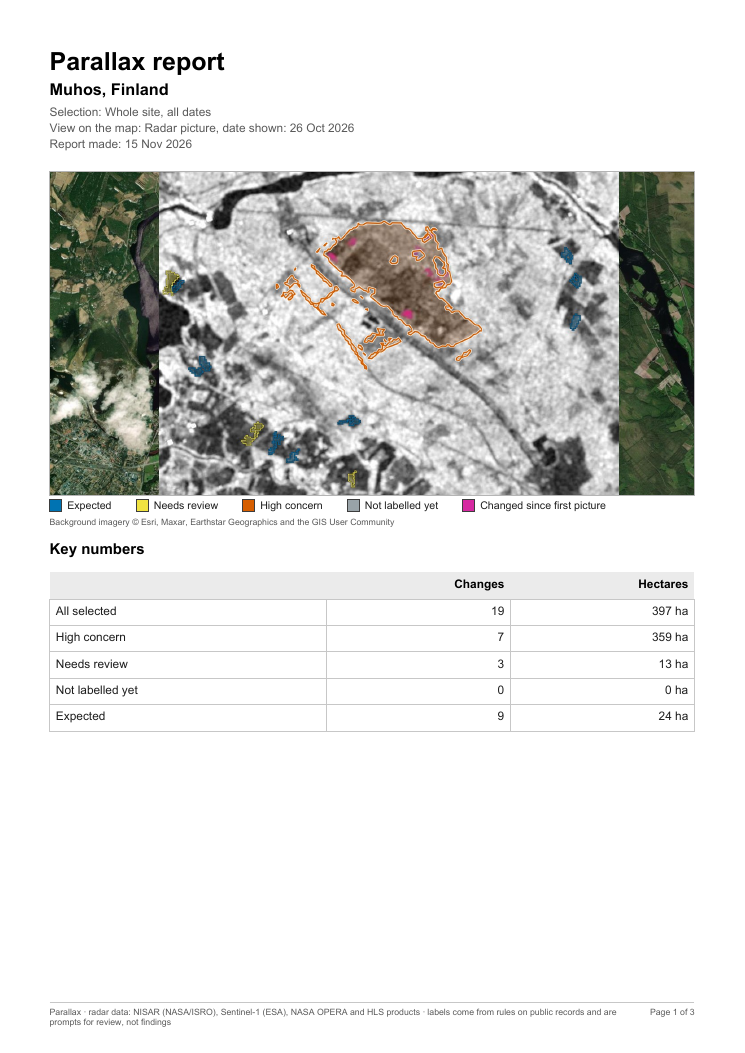 Parallax report
Muhos, Finland
Selection: Whole site, all dates
View on the map: Radar picture, date shown: 26 Oct 2026
Report made: 15 Nov 2026
Expected Needs review High concern Not labelled yet Changed since first picture
Background imagery © Esri, Maxar, Earthstar Geographics and the GIS User Community
Key numbers
Changes Hectares
All selected 19 397 ha
High concern 7 359 ha
Needs review 3 13 ha
Not labelled yet 0 0 ha
Expected 9 24 ha
Parallax · radar data: NISAR (NASA/ISRO), Sentinel-1 (ESA), NASA OPERA and HLS products · labels come from rules on public records and are Page 1 of 3
prompts for review, not findings